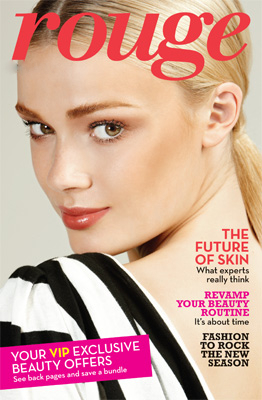 rouge
THE
FUTURE
OF SKIN
What experts
really think
REVAMP
YOUR BEAUTY
ROUTINE
It's about time
FASHION
TO ROCK
THE NEW
SEASON
YOUR VIP EXCLUSIVE
BEAUTY OFFERS
See back pages and save a bundle